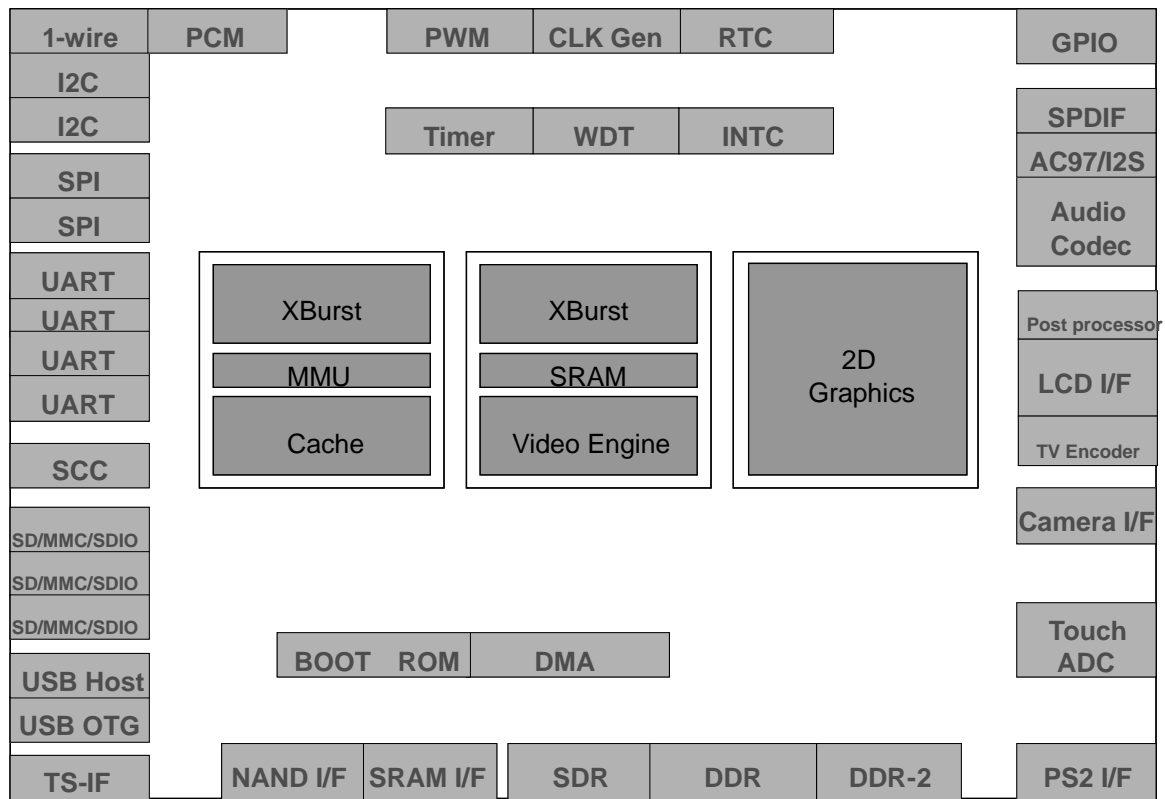 1-wire
PCM
PWM
CLK Gen
RTC
GPIO
I2C
I2C
SPDIF
Timer
WDT
INTC
AC97/I2S
SPI
SPI
Audio
Codec
UART
UART
UART
UART
XBurst
MMU
Cache
XBurst
SRAM
Video Engine
2D
Graphics
Post processor
LCD I/F
TV Encoder
SCC
Camera I/F
SD/MMC/SDIO
SD/MMC/SDIO
SD/MMC/SDIO
BOOT ROM
DMA
Touch
ADC
USB Host
USB OTG
TS-IF
NAND I/F
SRAM I/F
SDR
DDR
DDR-2
PS2 I/F